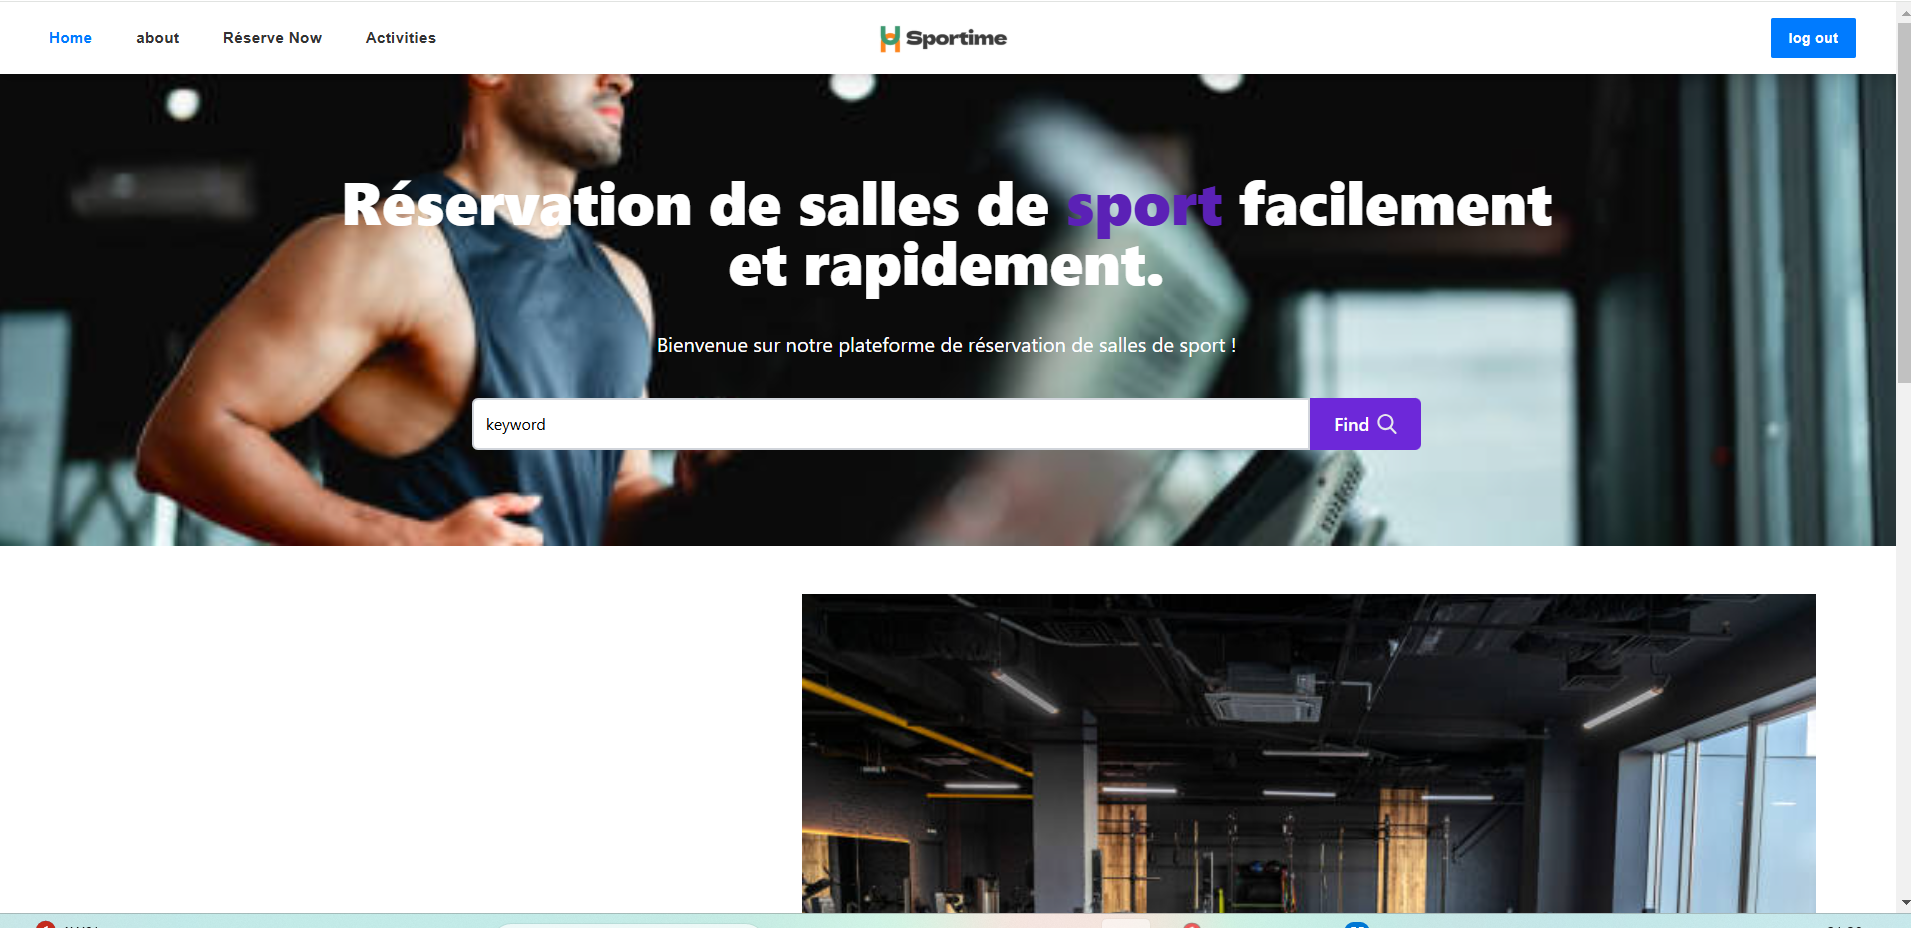 Home
about
Réserve Now
Activities
Sportime
log out
Réservation de salles de sport facilement
et rapidement.
Bienvenue sur notre plateforme de réservation de salles de sport !
keyword
Find